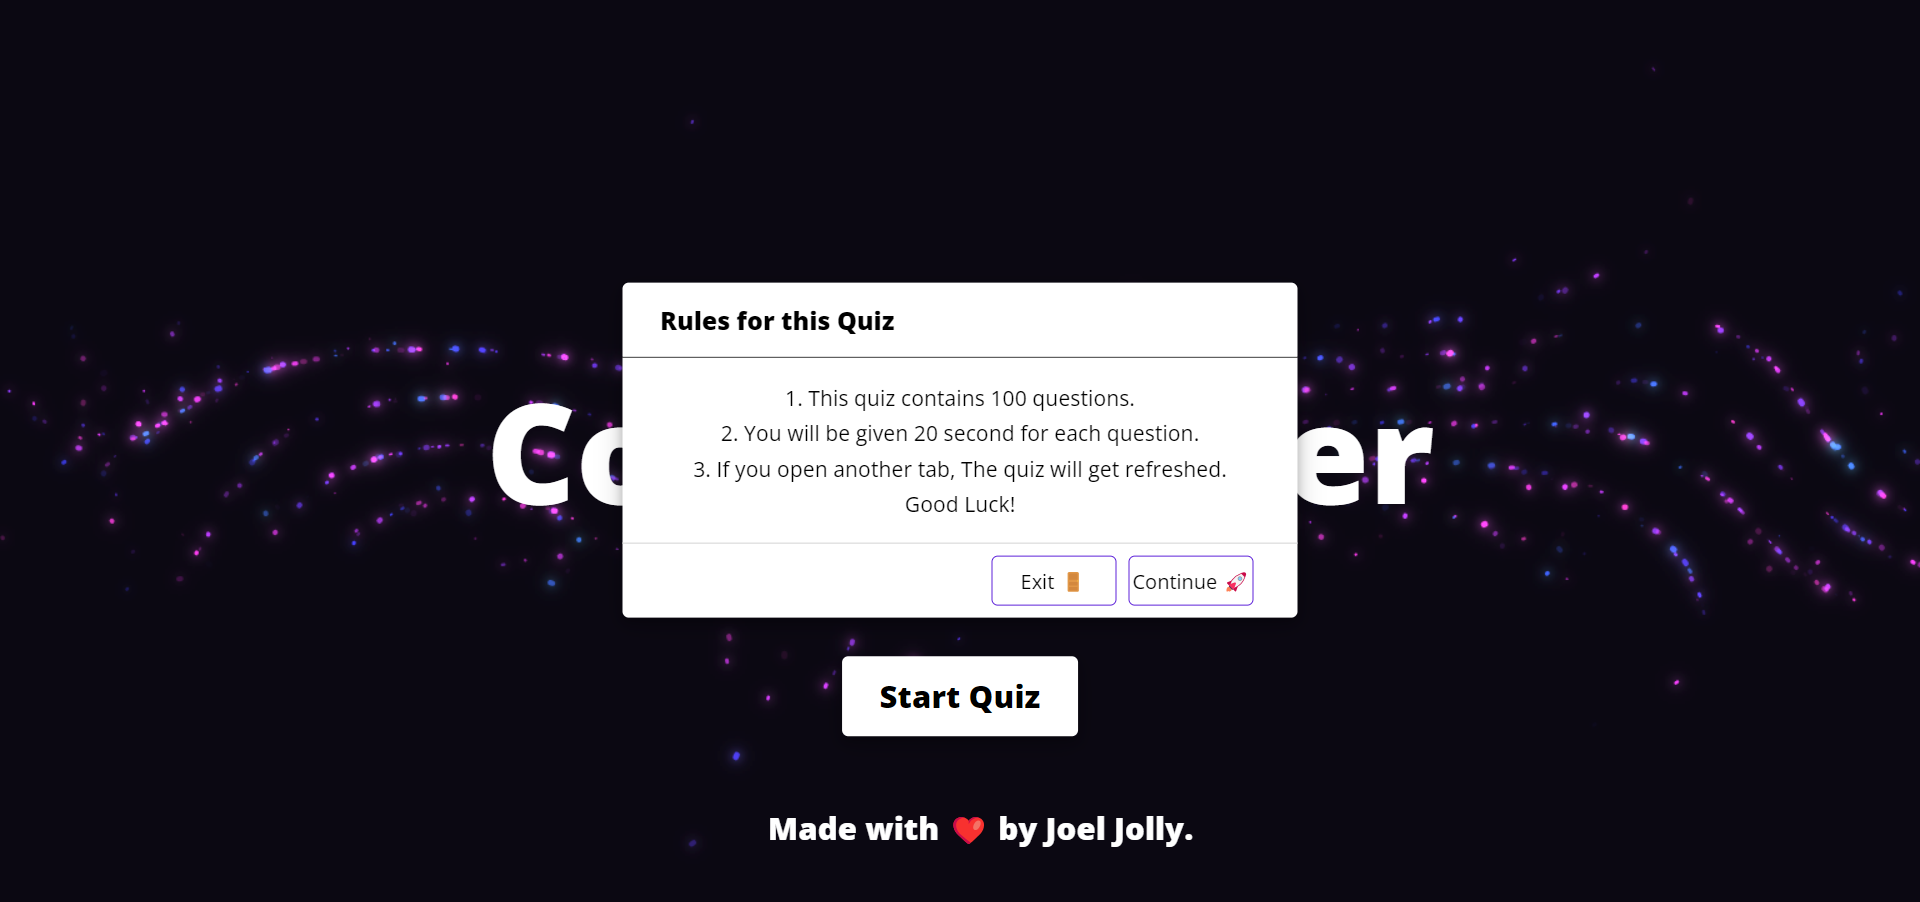 Rules for this Quiz
1. This quiz contains 100 questions.
2. You will be given 20 second for each question.
3. If you open another tab, The quiz will get refreshed.
Good Luck!
Exit
Continue
Start Quiz
Made with ❤️ by Joel Jolly.